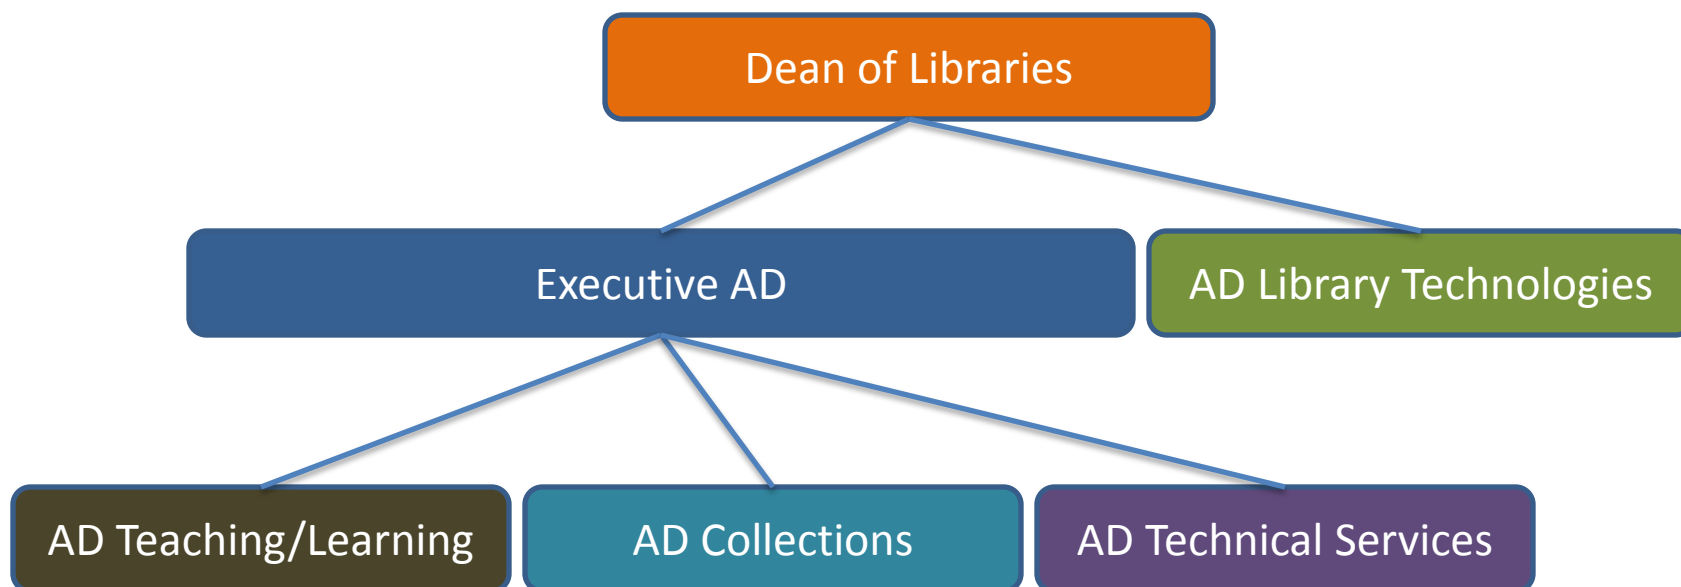 Dean of Libraries
Executive AD
AD Library Technologies
AD Teaching/Learning
AD Collections
AD Technical Services